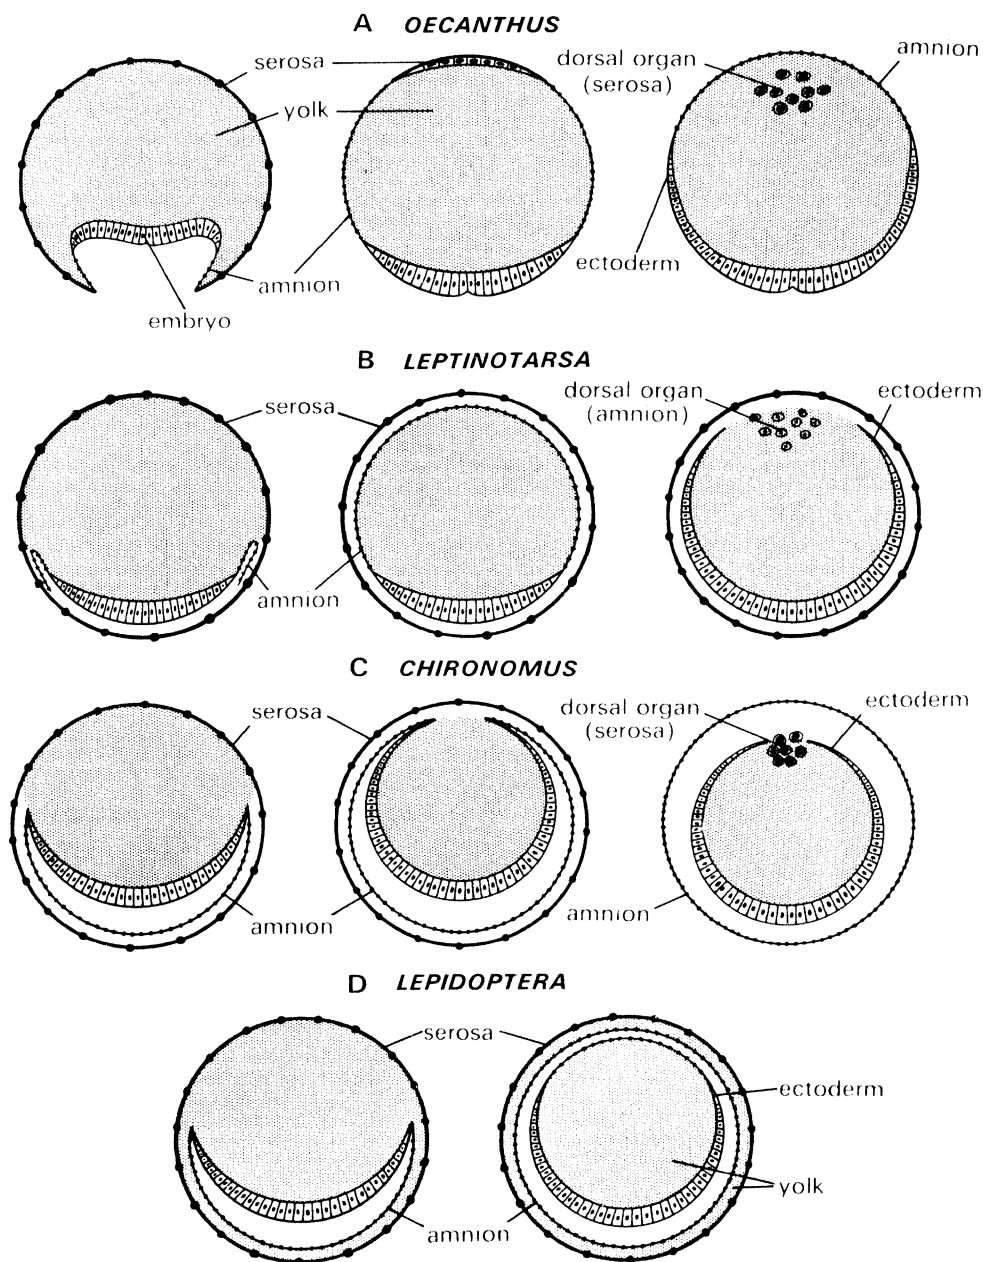 A OECANTHUS
serosa
yolk
amnion
embryo
dorsal organ
(serosa)
amnion
ectoderm
B LEPTINOTARSA
serosa
amnion
dorsal organ
(amnion)
ectoderm
C CHIRONOMUS
serosa
amnion
dorsal organ
(serosa)
ectoderm
amnion
D LEPIDOPTERA
serosa
ectoderm
yolk
amnion